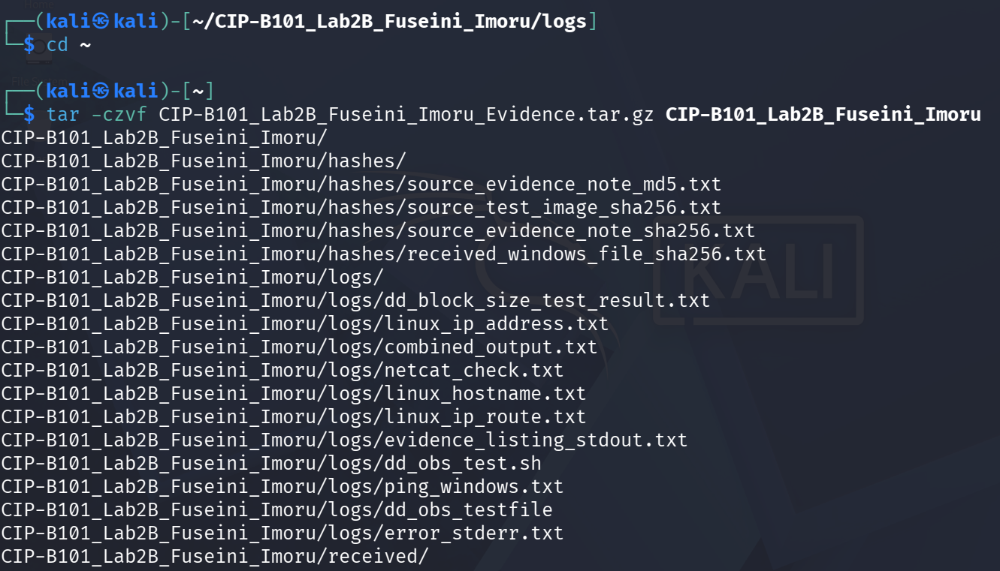 Home
┌──(kali㉿kali)-[~/CIP-B101_Lab2B_Fuseini_Imoru/logs]
└─$ cd ~
File System
┌──(kali㉿kali)-[~]
└─$ tar -czvf CIP-B101_Lab2B_Fuseini_Imoru_Evidence.tar.gz CIP-B101_Lab2B_Fuseini_Imoru
CIP-B101_Lab2B_Fuseini_Imoru/
CIP-B101_Lab2B_Fuseini_Imoru/hashes/
CIP-B101_Lab2B_Fuseini_Imoru/hashes/source_evidence_note_md5.txt
CIP-B101_Lab2B_Fuseini_Imoru/hashes/source_test_image_sha256.txt
CIP-B101_Lab2B_Fuseini_Imoru/hashes/source_evidence_note_sha256.txt
CIP-B101_Lab2B_Fuseini_Imoru/hashes/received_windows_file_sha256.txt
CIP-B101_Lab2B_Fuseini_Imoru/logs/
CIP-B101_Lab2B_Fuseini_Imoru/logs/dd_block_size_test_result.txt
CIP-B101_Lab2B_Fuseini_Imoru/logs/linux_ip_address.txt
CIP-B101_Lab2B_Fuseini_Imoru/logs/combined_output.txt
CIP-B101_Lab2B_Fuseini_Imoru/logs/netcat_check.txt
CIP-B101_Lab2B_Fuseini_Imoru/logs/linux_hostname.txt
CIP-B101_Lab2B_Fuseini_Imoru/logs/linux_ip_route.txt
CIP-B101_Lab2B_Fuseini_Imoru/logs/evidence_listing_stdout.txt
CIP-B101_Lab2B_Fuseini_Imoru/logs/dd_obs_test.sh
CIP-B101_Lab2B_Fuseini_Imoru/logs/ping_windows.txt
CIP-B101_Lab2B_Fuseini_Imoru/logs/dd_obs_testfile
CIP-B101_Lab2B_Fuseini_Imoru/logs/error_stderr.txt
CIP-B101_Lab2B_Fuseini_Imoru/received/
KALI